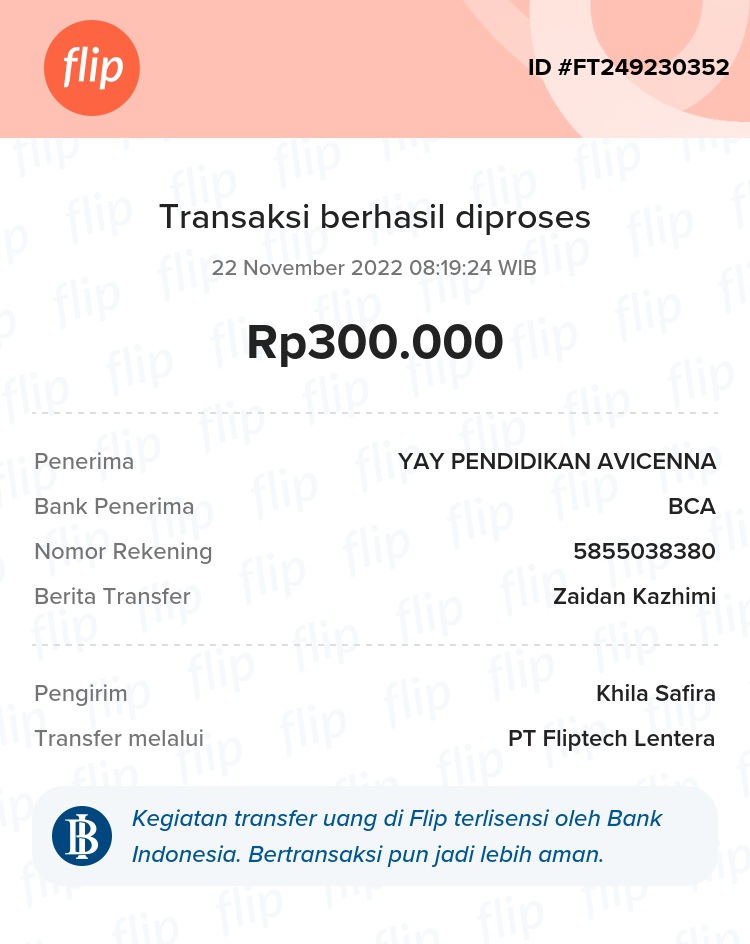 flip
ID #FT249230352
Transaksi berhasil diproses
22 November 2022 08:19:24 WIB
Rp300.000
Penerima YAY PENDIDIKAN AVICENNA
Bank Penerima BCA
Nomor Rekening 5855038380
Berita Transfer Zaidan Kazhimi
Pengirim Khila Safira
Transfer melalui PT Fliptech Lentera
Kegiatan transfer uang di Flip terlisensi oleh Bank
Indonesia. Bertransaksi pun jadi lebih aman.